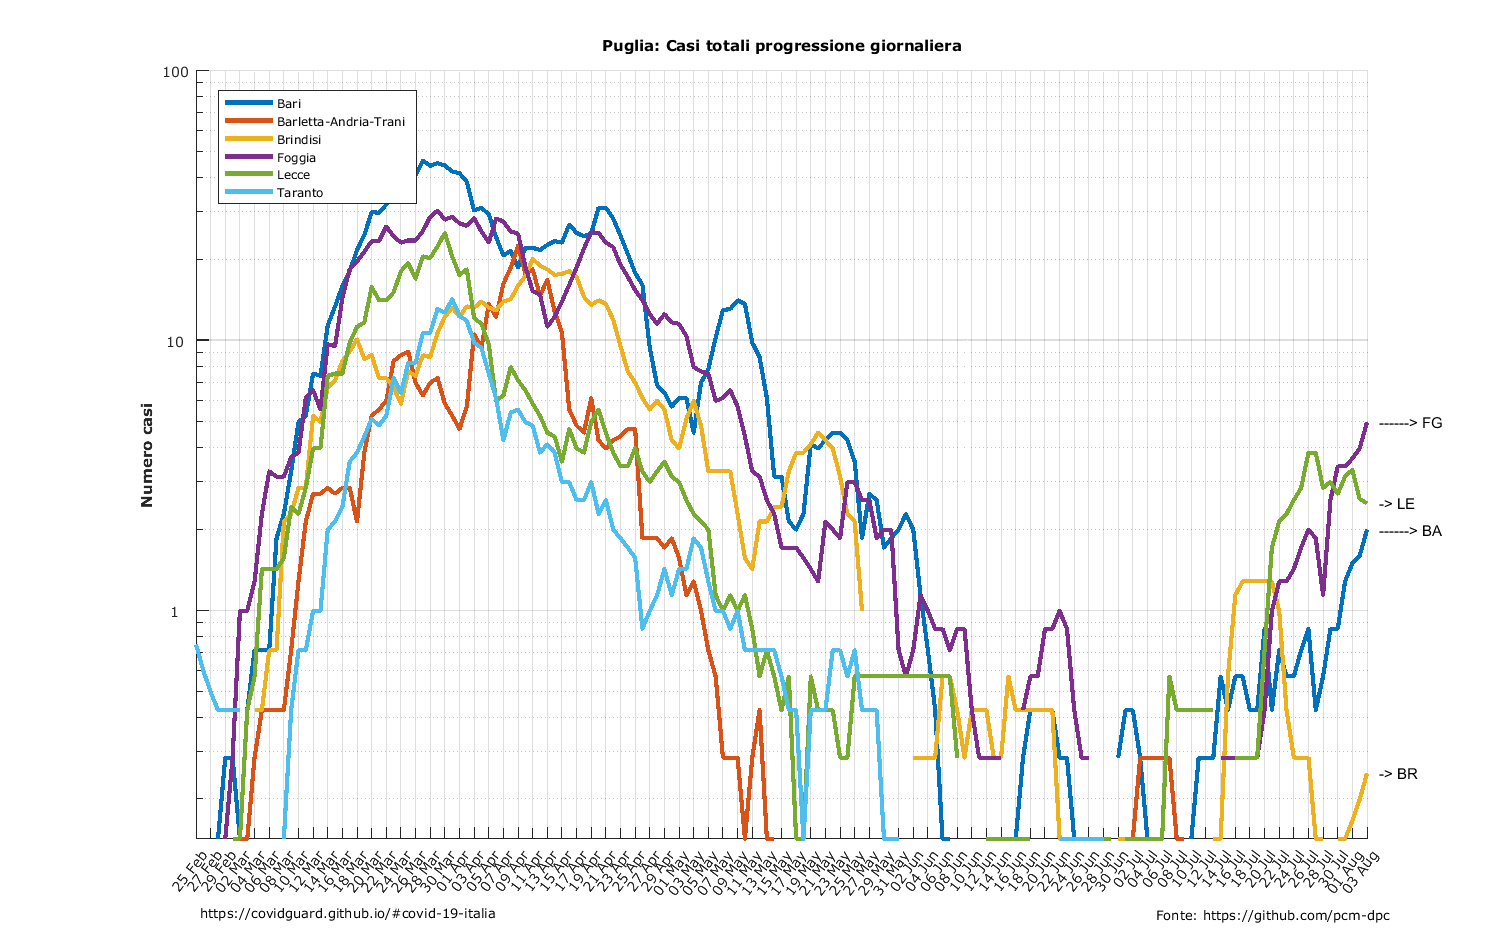 Puglia: Casi totali progressione giornaliera
100
10
1
Numero casi
Bari
Barletta-Andria-Trani
Brindisi
Foggia
Lecce
Taranto
------> FG
-> LE
------> BA
-> BR
25 Feb
27 Feb
29 Feb
02 Mar
04 Mar
06 Mar
08 Mar
10 Mar
12 Mar
14 Mar
16 Mar
18 Mar
20 Mar
22 Mar
24 Mar
26 Mar
28 Mar
30 Mar
01 Apr
03 Apr
05 Apr
07 Apr
09 Apr
11 Apr
13 Apr
15 Apr
17 Apr
19 Apr
21 Apr
23 Apr
25 Apr
27 Apr
29 Apr
01 May
03 May
05 May
07 May
09 May
11 May
13 May
15 May
17 May
19 May
21 May
23 May
25 May
27 May
29 May
31 May
02 Jun
04 Jun
06 Jun
08 Jun
10 Jun
12 Jun
14 Jun
16 Jun
18 Jun
20 Jun
22 Jun
24 Jun
26 Jun
28 Jun
30 Jun
02 Jul
04 Jul
06 Jul
08 Jul
10 Jul
12 Jul
14 Jul
16 Jul
18 Jul
20 Jul
22 Jul
24 Jul
26 Jul
28 Jul
30 Jul
01 Aug
03 Aug
https://covidguard.github.io/#covid-19-italia
Fonte: https://github.com/pcm-dpc